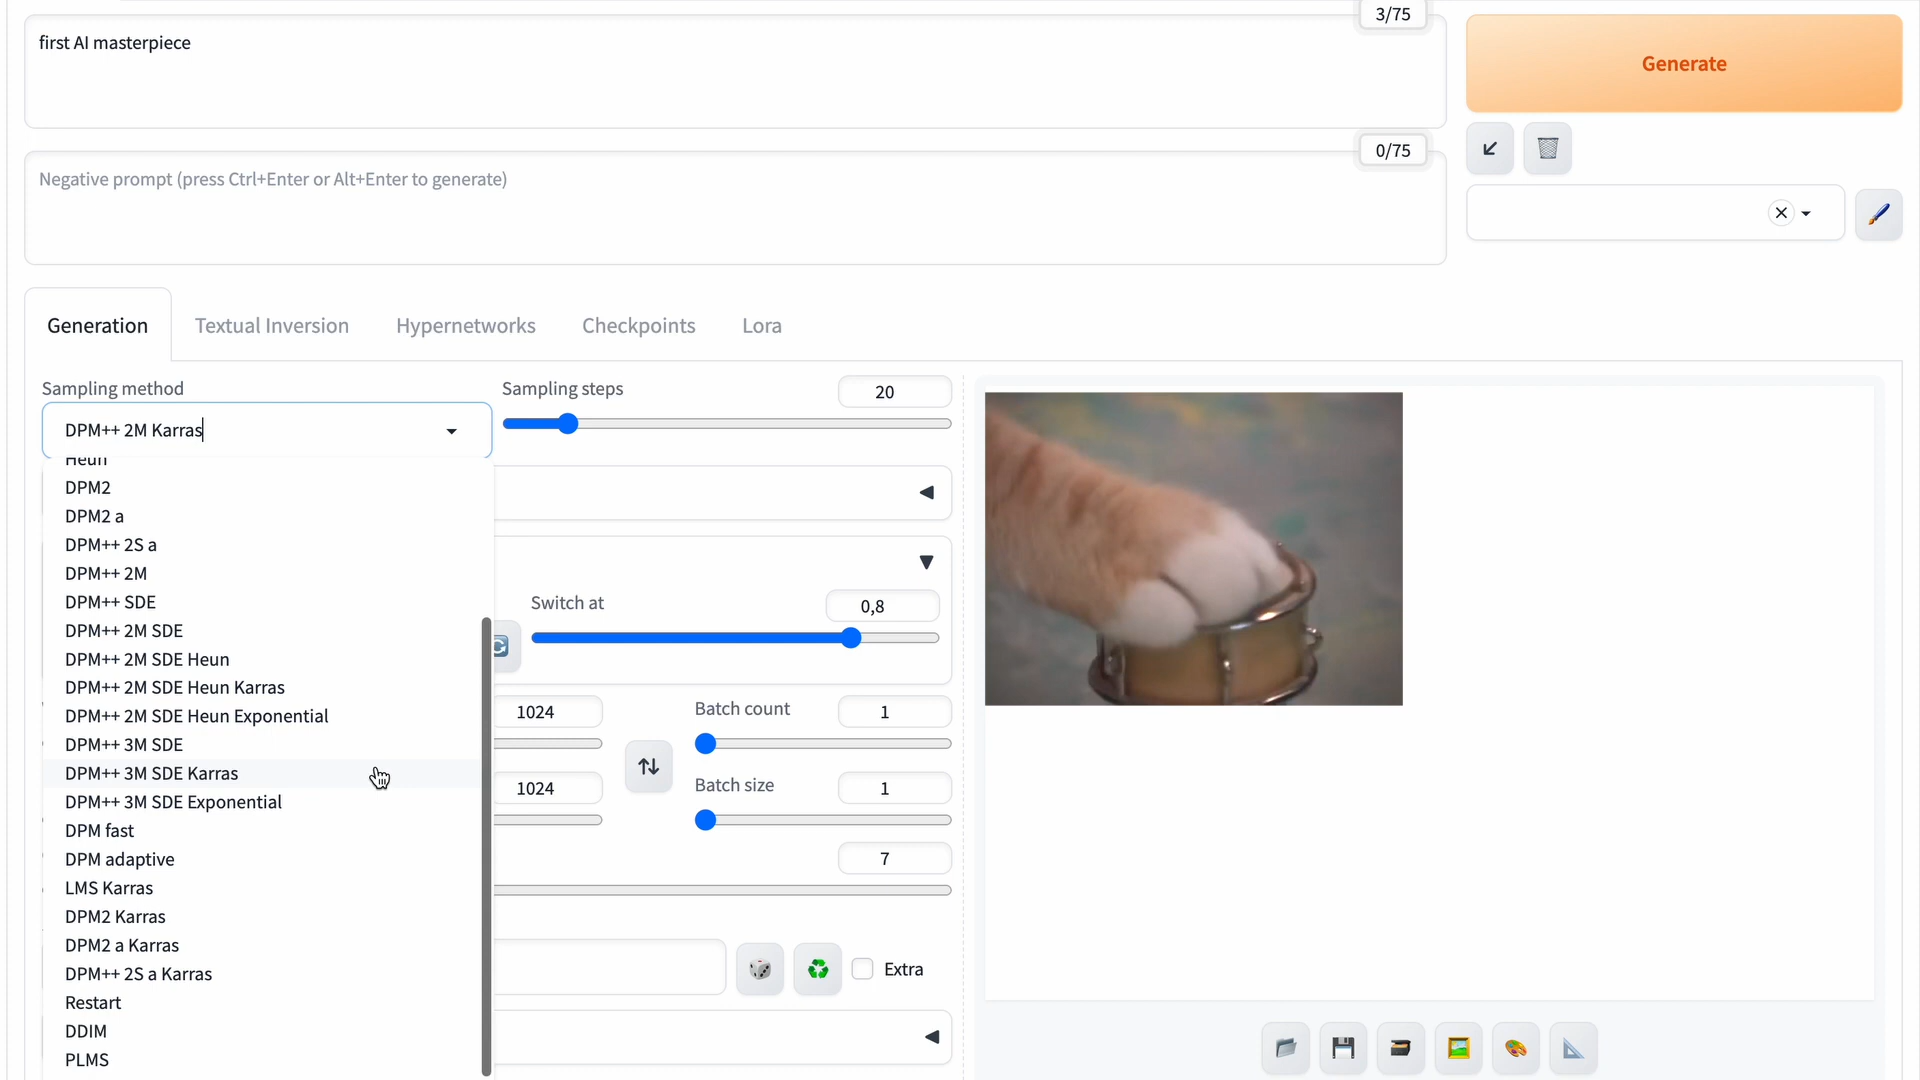 3/75
first AI masterpiece
Generate
0/75
Negative prompt (press Ctrl+Enter or Alt+Enter to generate)
Generation
Textual Inversion
Hypernetworks
Checkpoints
Lora
Sampling method
DPM++ 2M Karras
Sampling steps
20
Heun
DPM2
DPM2 a
DPM++ 2S a
DPM++ 2M
DPM++ SDE
DPM++ 2M SDE
DPM++ 2M SDE Heun
DPM++ 2M SDE Heun Karras
DPM++ 2M SDE Heun Exponential
DPM++ 3M SDE
DPM++ 3M SDE Karras
DPM++ 3M SDE Exponential
DPM fast
DPM adaptive
LMS Karras
DPM2 Karras
DPM2 a Karras
DPM++ 2S a Karras
Restart
DDIM
PLMS
Switch at
0,8
1024
Batch count
1
1024
Batch size
1
7
Extra